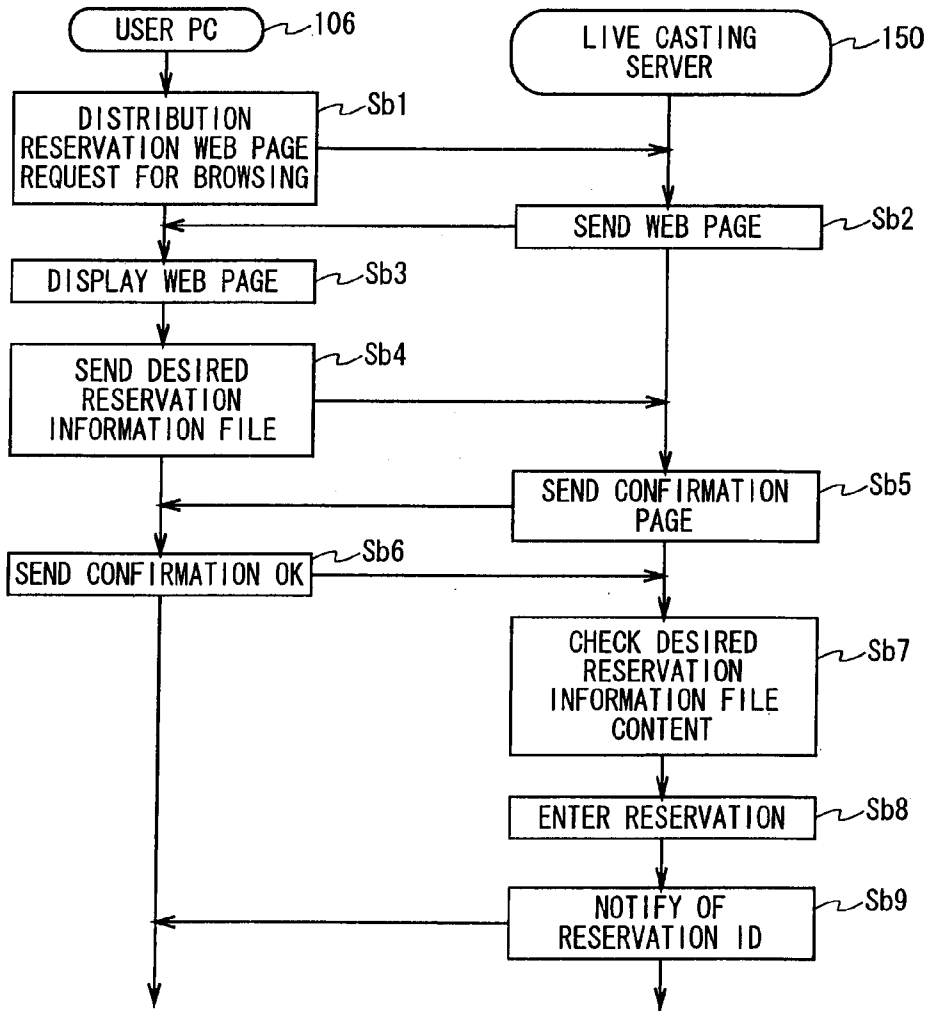 USER PC
106
LIVE CASTING
SERVER
150
Sb1
DISTRIBUTION
RESERVATION WEB PAGE
REQUEST FOR BROWSING
SEND WEB PAGE
Sb2
DISPLAY WEB PAGE
Sb3
Sb4
SEND DESIRED
RESERVATION
INFORMATION FILE
SEND CONFIRMATION
PAGE
Sb5
SEND CONFIRMATION OK
Sb6
CHECK DESIRED
RESERVATION
INFORMATION FILE
CONTENT
Sb7
ENTER RESERVATION
Sb8
NOTIFY OF
RESERVATION ID
Sb9